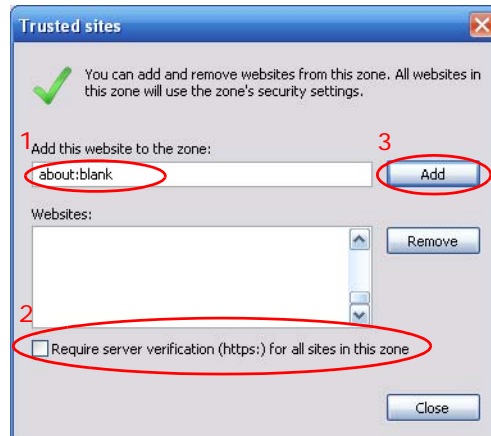 Trusted sites
You can add and remove websites from this zone. All websites in
this zone will use the zone's security settings.
1
3
Add this website to the zone:
about:blank
Add
Websites:
Remove
2
Require server verification (https:) for all sites in this zone
Close